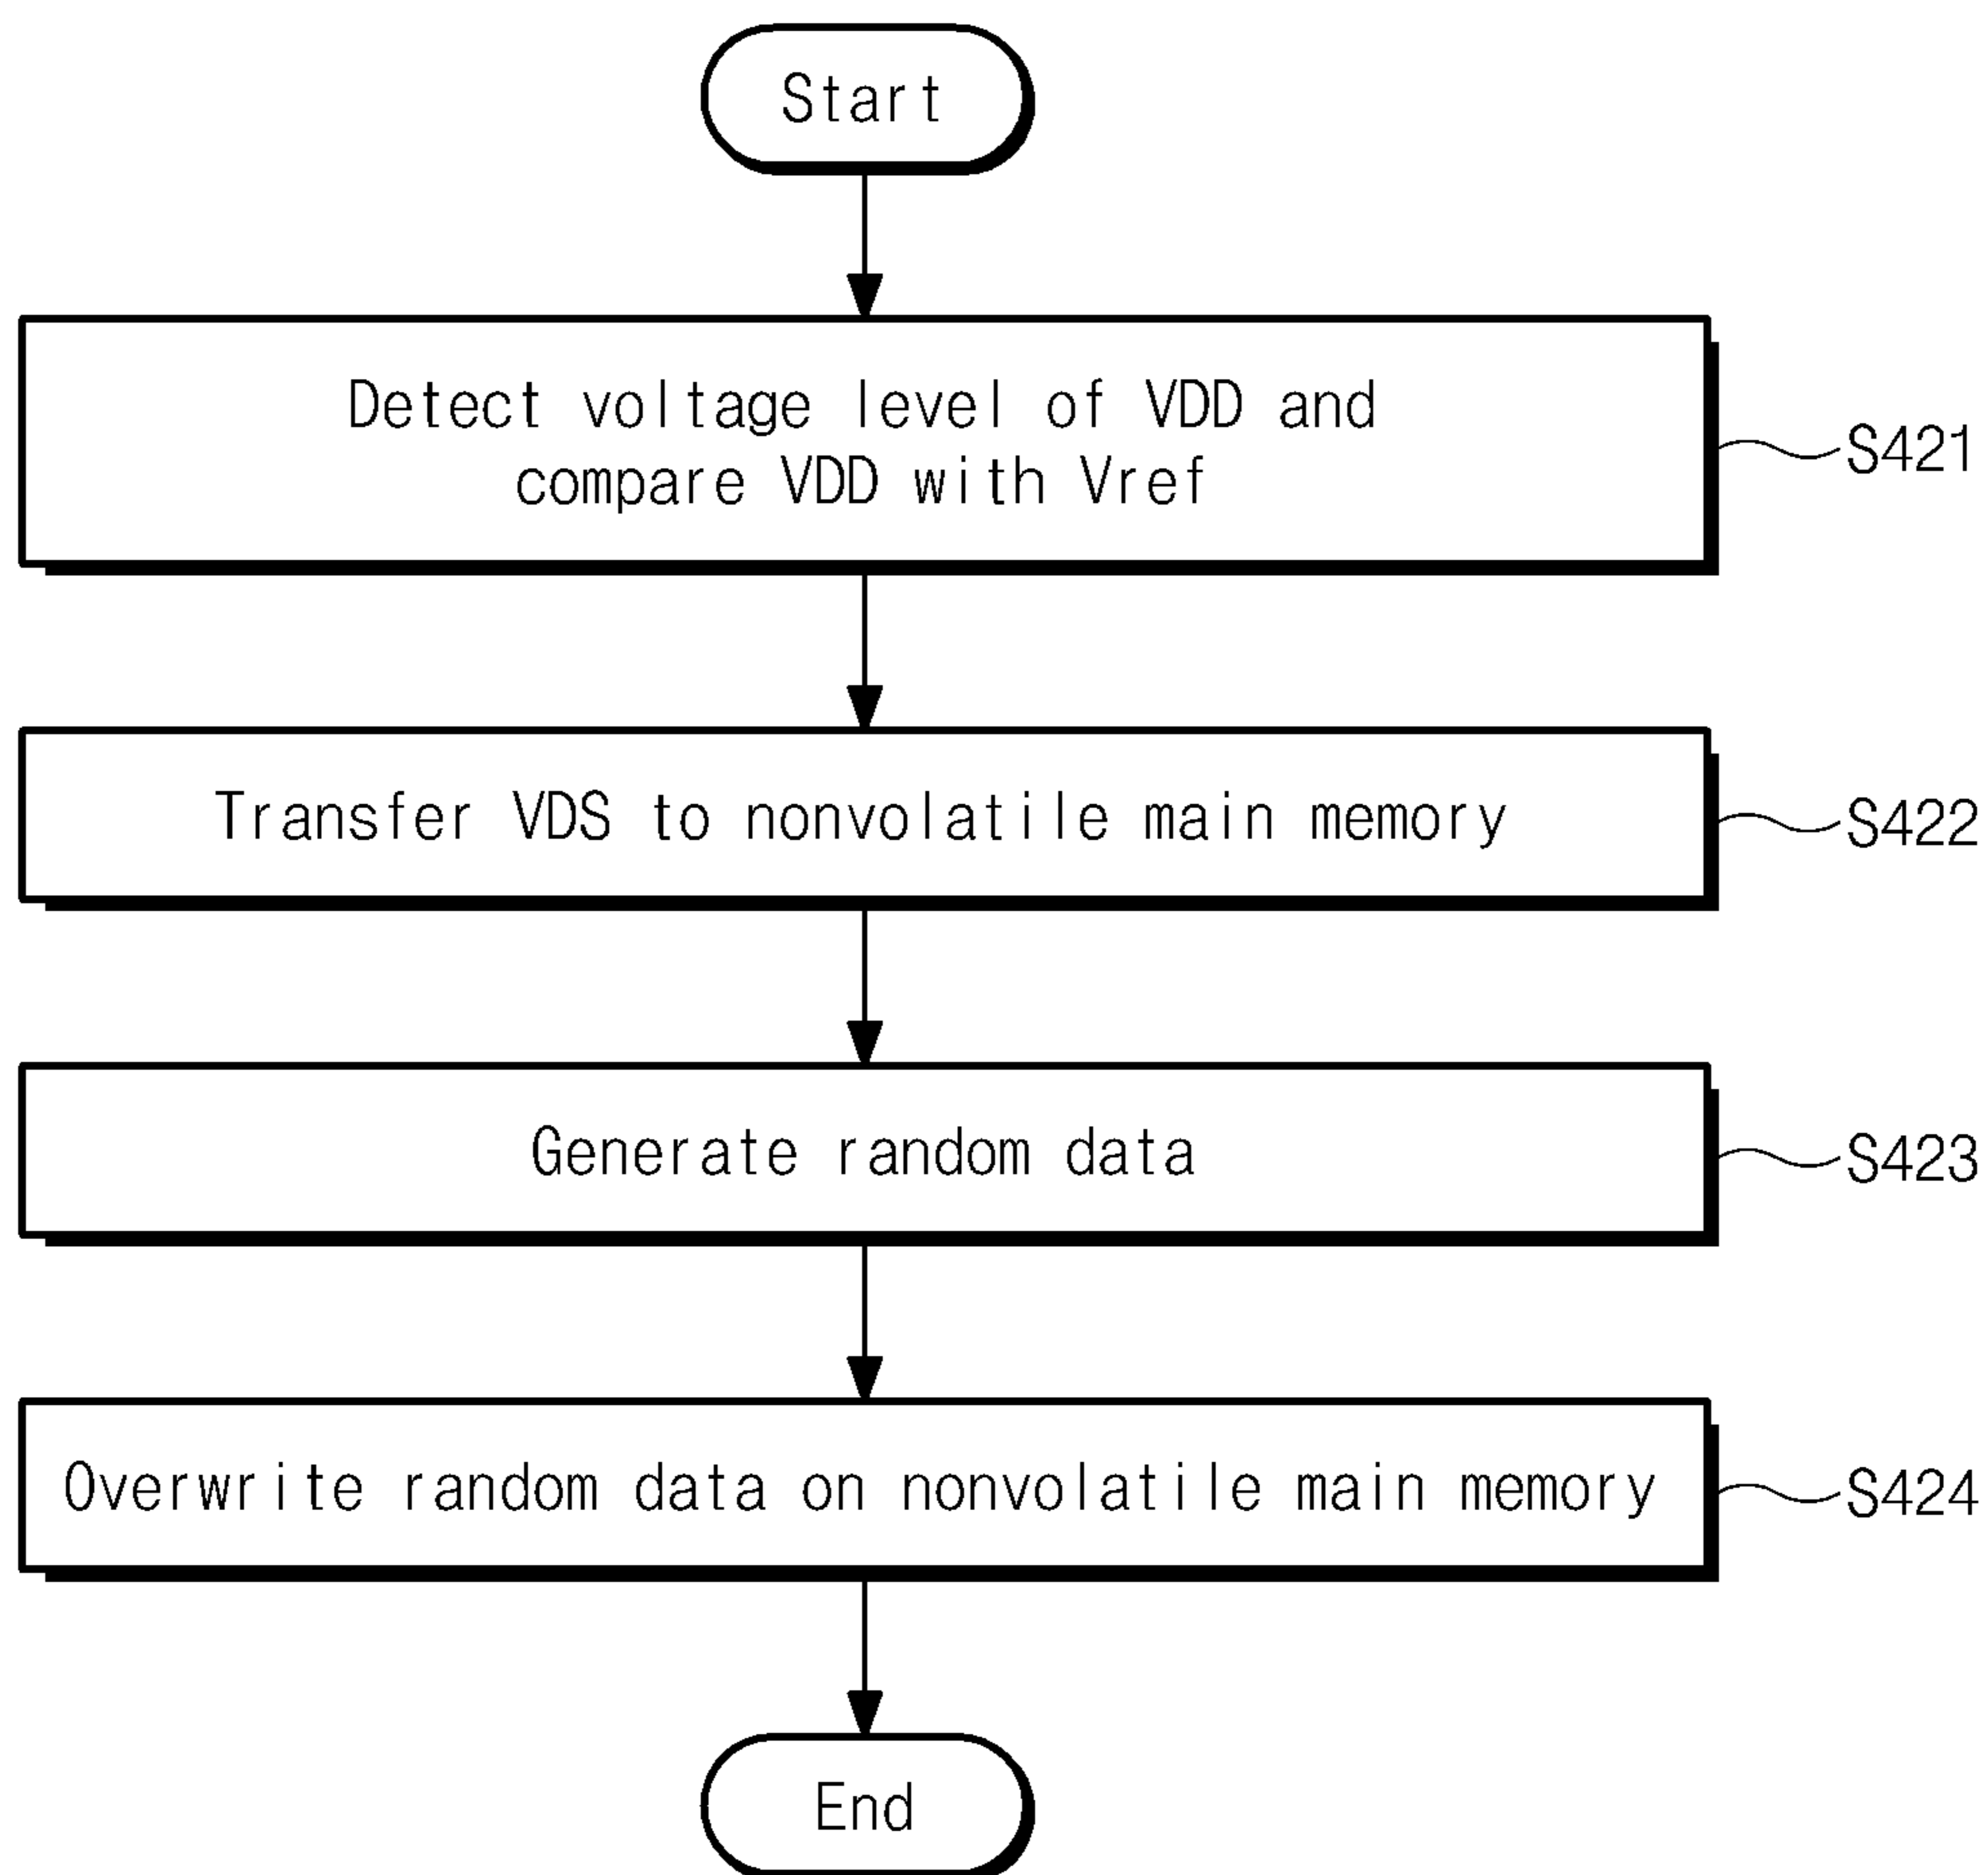 Start
Detect voltage level of VDD and
compare VDD with Vref
S421
Transfer VDS to nonvolatile main memory
S422
Generate random data
S423
Overwrite random data on nonvolatile main memory
S424
End